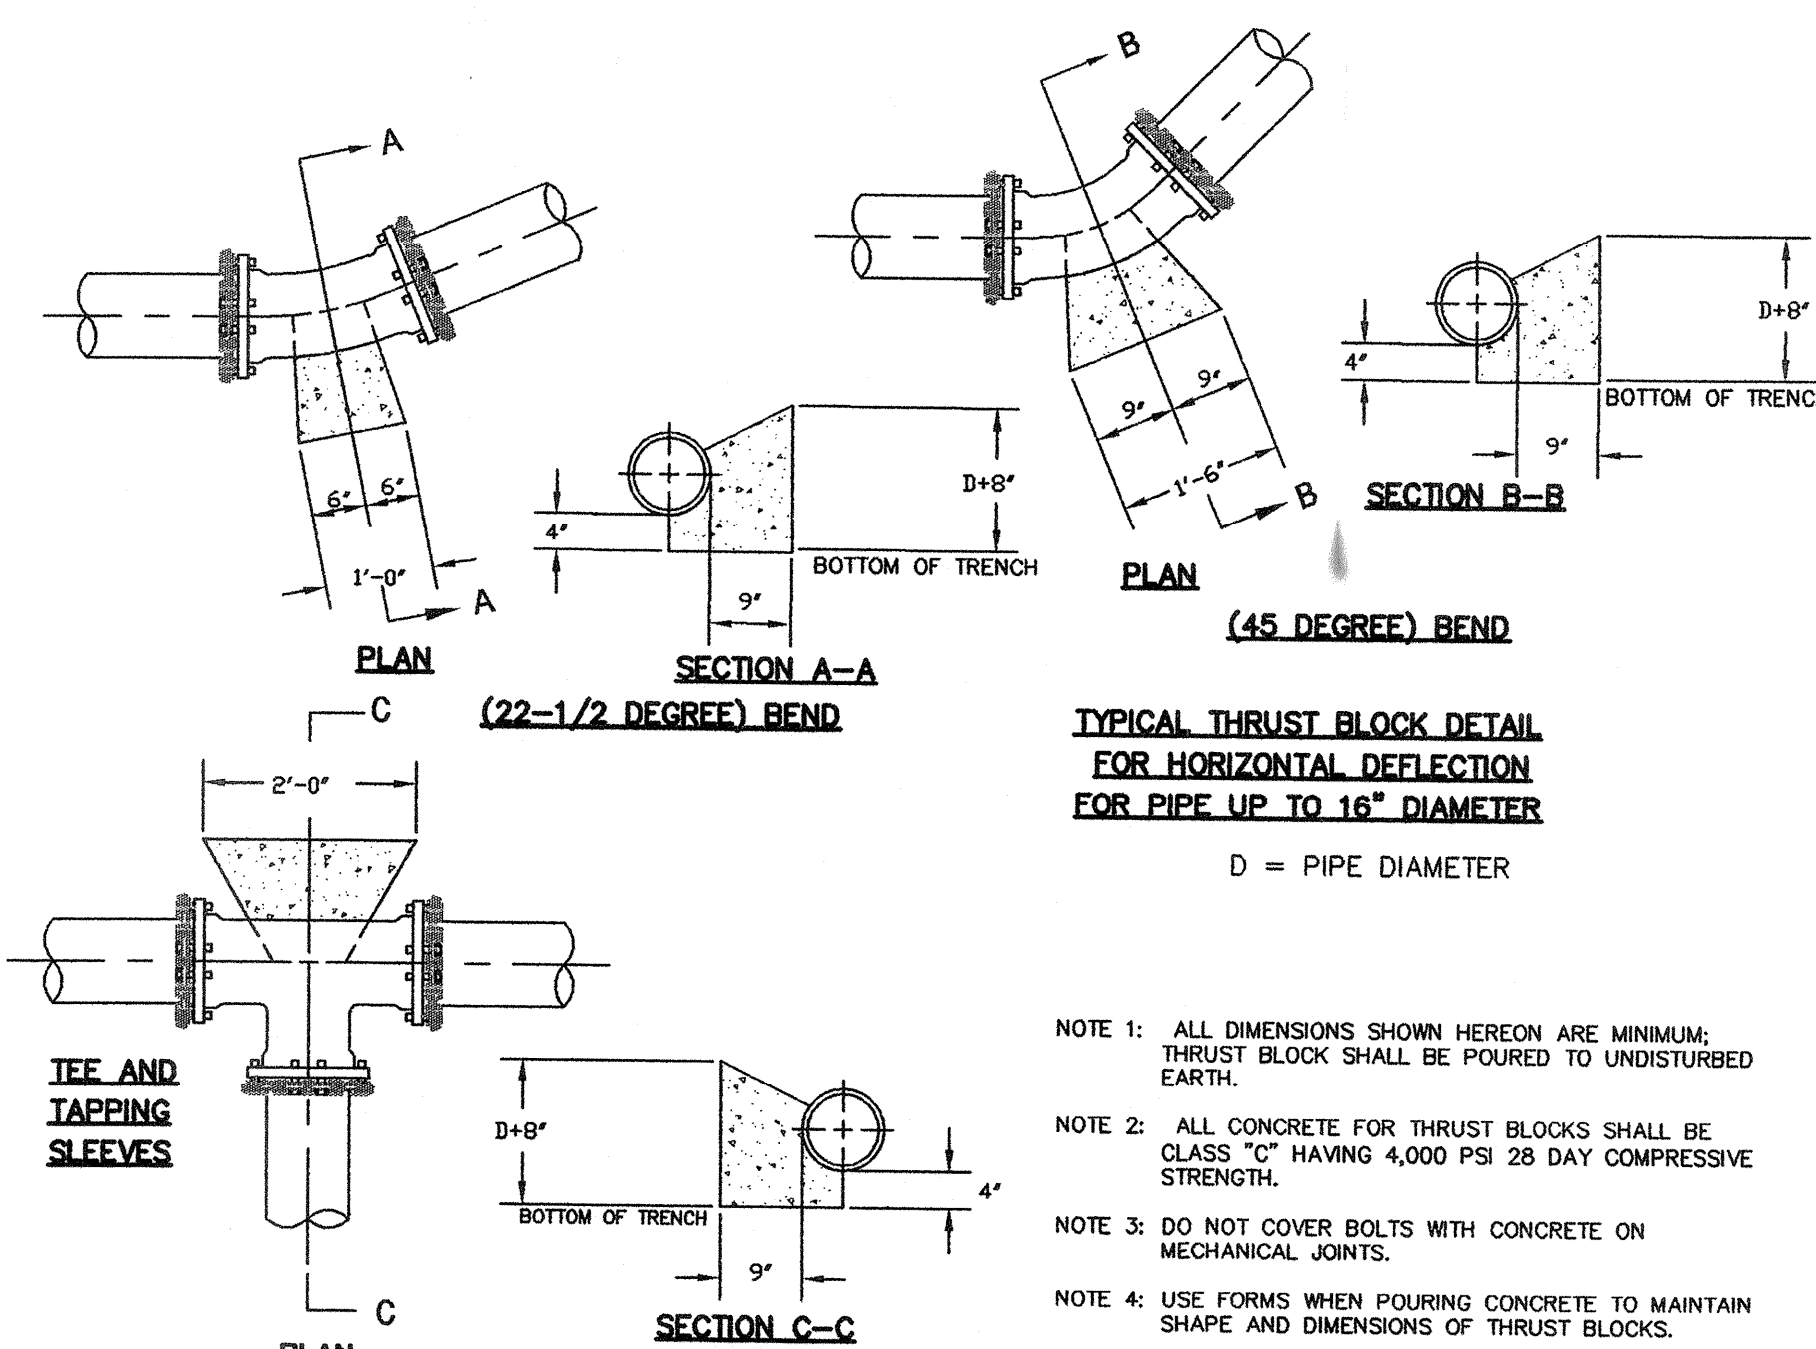 A
6"
6"
1'-0"
A
PLAN
4"
D+8"
BOTTOM OF TRENCH
9"
SECTION A-A
(22-1/2 DEGREE) BEND
B
9"
9"
1'-6"
B
PLAN
4"
D+8"
BOTTOM OF TRENC
9"
SECTION B-B
(45 DEGREE) BEND
TYPICAL THRUST BLOCK DETAIL
FOR HORIZONTAL DEFLECTION
FOR PIPE UP TO 16" DIAMETER
D = PIPE DIAMETER
C
2'-0"
TEE AND
TAPPING
SLEEVES
C
PLAN
D+8"
BOTTOM OF TRENCH
4"
9"
SECTION C-C
NOTE 1: ALL DIMENSIONS SHOWN HEREON ARE MINIMUM;
THRUST BLOCK SHALL BE POURED TO UNDISTURBED
EARTH.
NOTE 2: ALL CONCRETE FOR THRUST BLOCKS SHALL BE
CLASS "C" HAVING 4,000 PSI 28 DAY COMPRESSIVE
STRENGTH.
NOTE 3: DO NOT COVER BOLTS WITH CONCRETE ON
MECHANICAL JOINTS.
NOTE 4: USE FORMS WHEN POURING CONCRETE TO MAINTAIN
SHAPE AND DIMENSIONS OF THRUST BLOCKS.